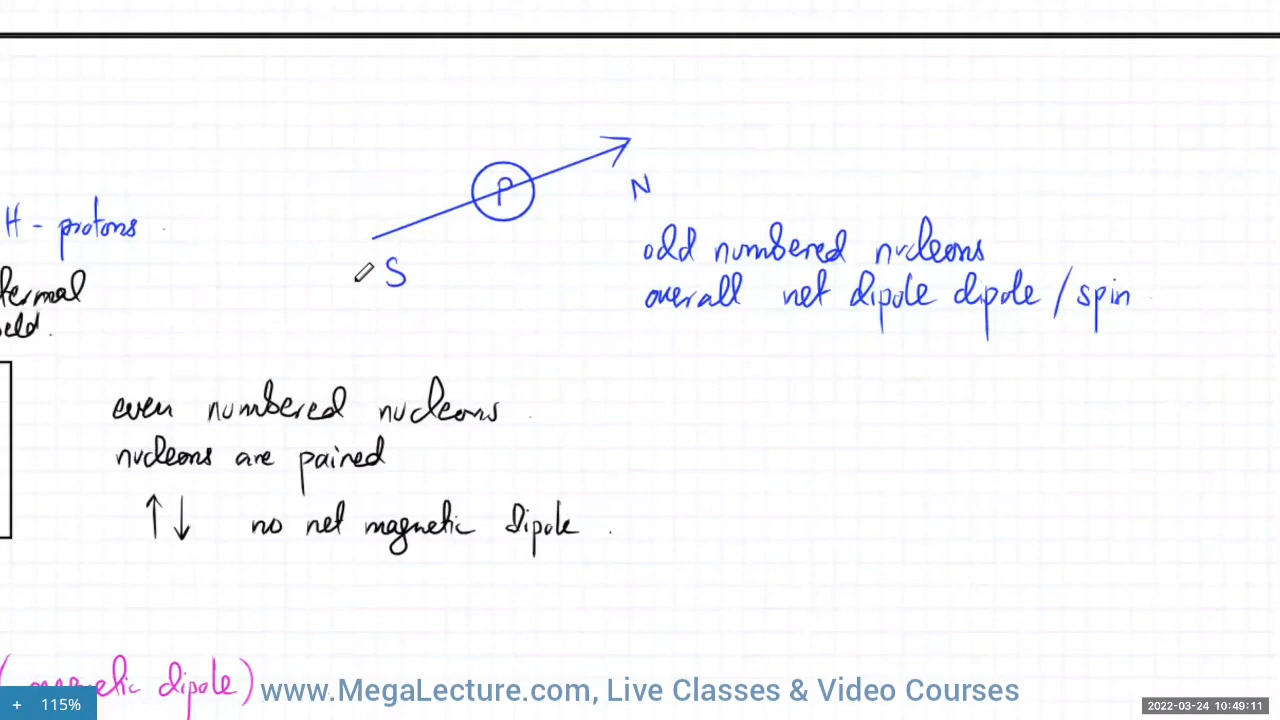 P
N
H - protons
S
odd numbered nucleons
overall net dipole dipole / spin
even numbered nucleons
nucleons are paired
no net magnetic Dipole.
(magnetic dipole)
www.MegaLecture.com, Live Classes & Video Courses
+ 115%
2022-03-24 10:49:11